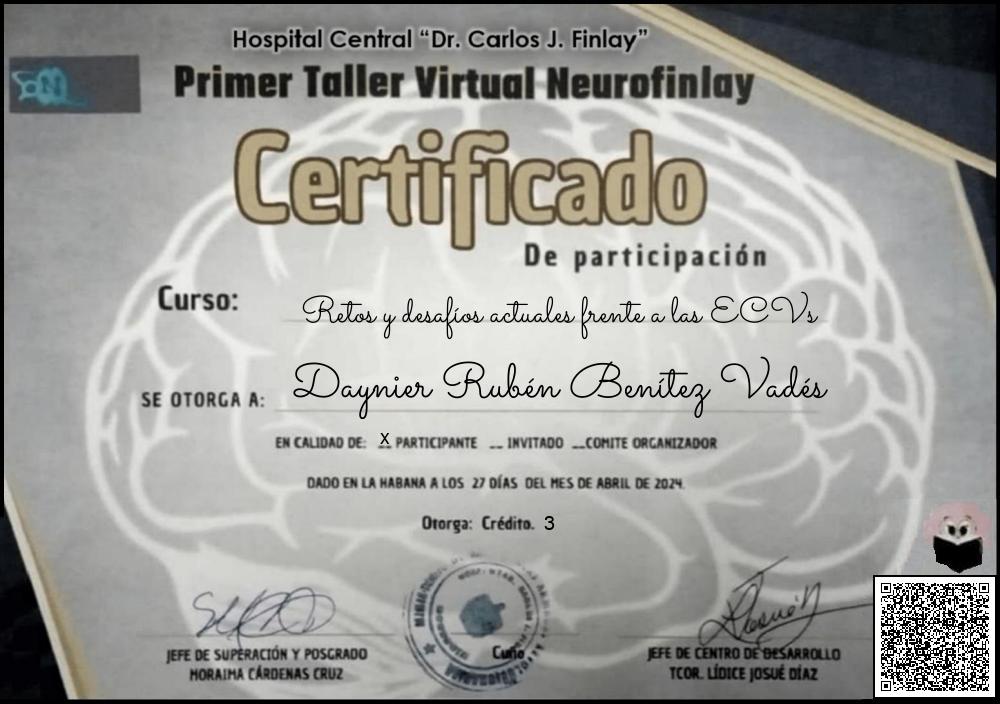 Hospital Central “Dr. Carlos J. Finlay”
Primer Taller Virtual Neurofinlay
Certificado
De participación
Curso: Retos y desafíos actuales frente a las ECVs
SE OTORGA A: Daynier Rubén Benítez Vadés
EN CALIDAD DE: X PARTICIPANTE __ INVITADO __COMITE ORGANIZADOR
DADO EN LA HABANA A LOS 27 DÍAS DEL MES DE ABRIL DE 2024.
Otorga: Crédito. 3
Cuño
JEFE DE SUPERACIÓN Y POSGRADO
MORAIMA CÁRDENAS CRUZ
JEFE DE CENTRO DE DESARROLLO
TCOR. LÍDICE JOSUÉ DÍAZ